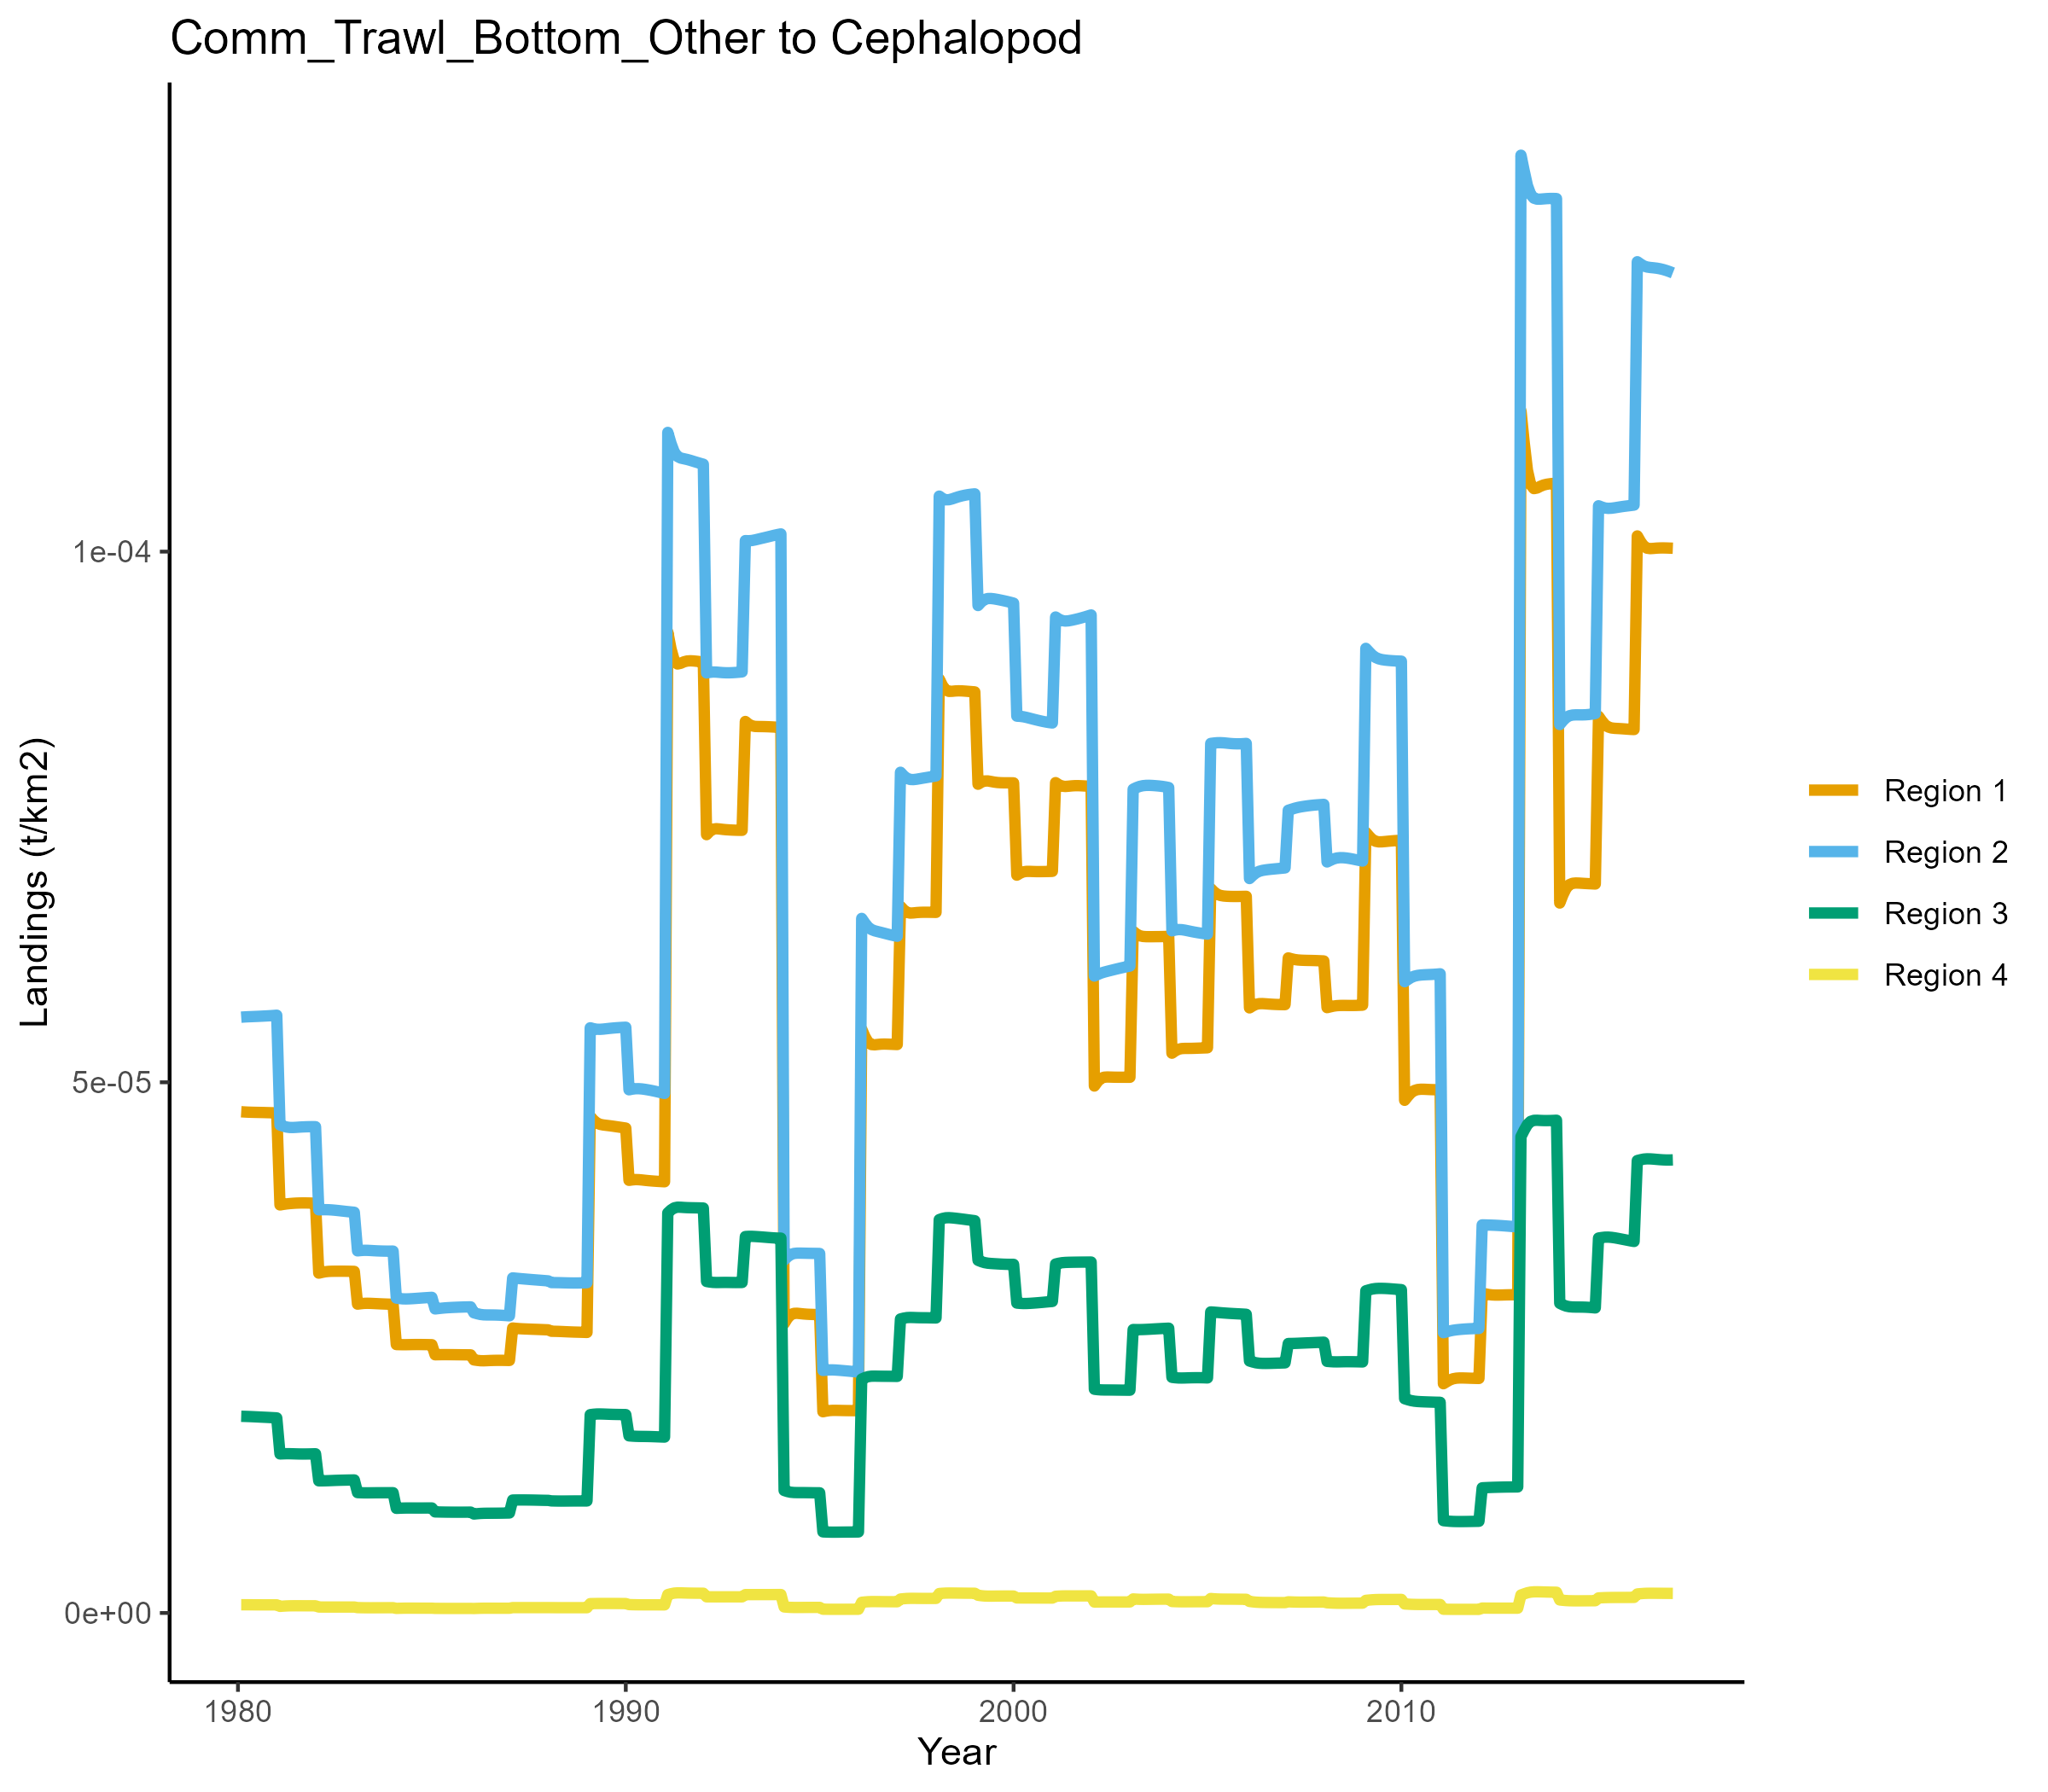 Comm_Trawl_Bottom_Other to Cephalopod
Landings (t/km2)
1e-04
5e-05
0e+00
1980
1990
2000
2010
Year
Region 1
Region 2
Region 3
Region 4